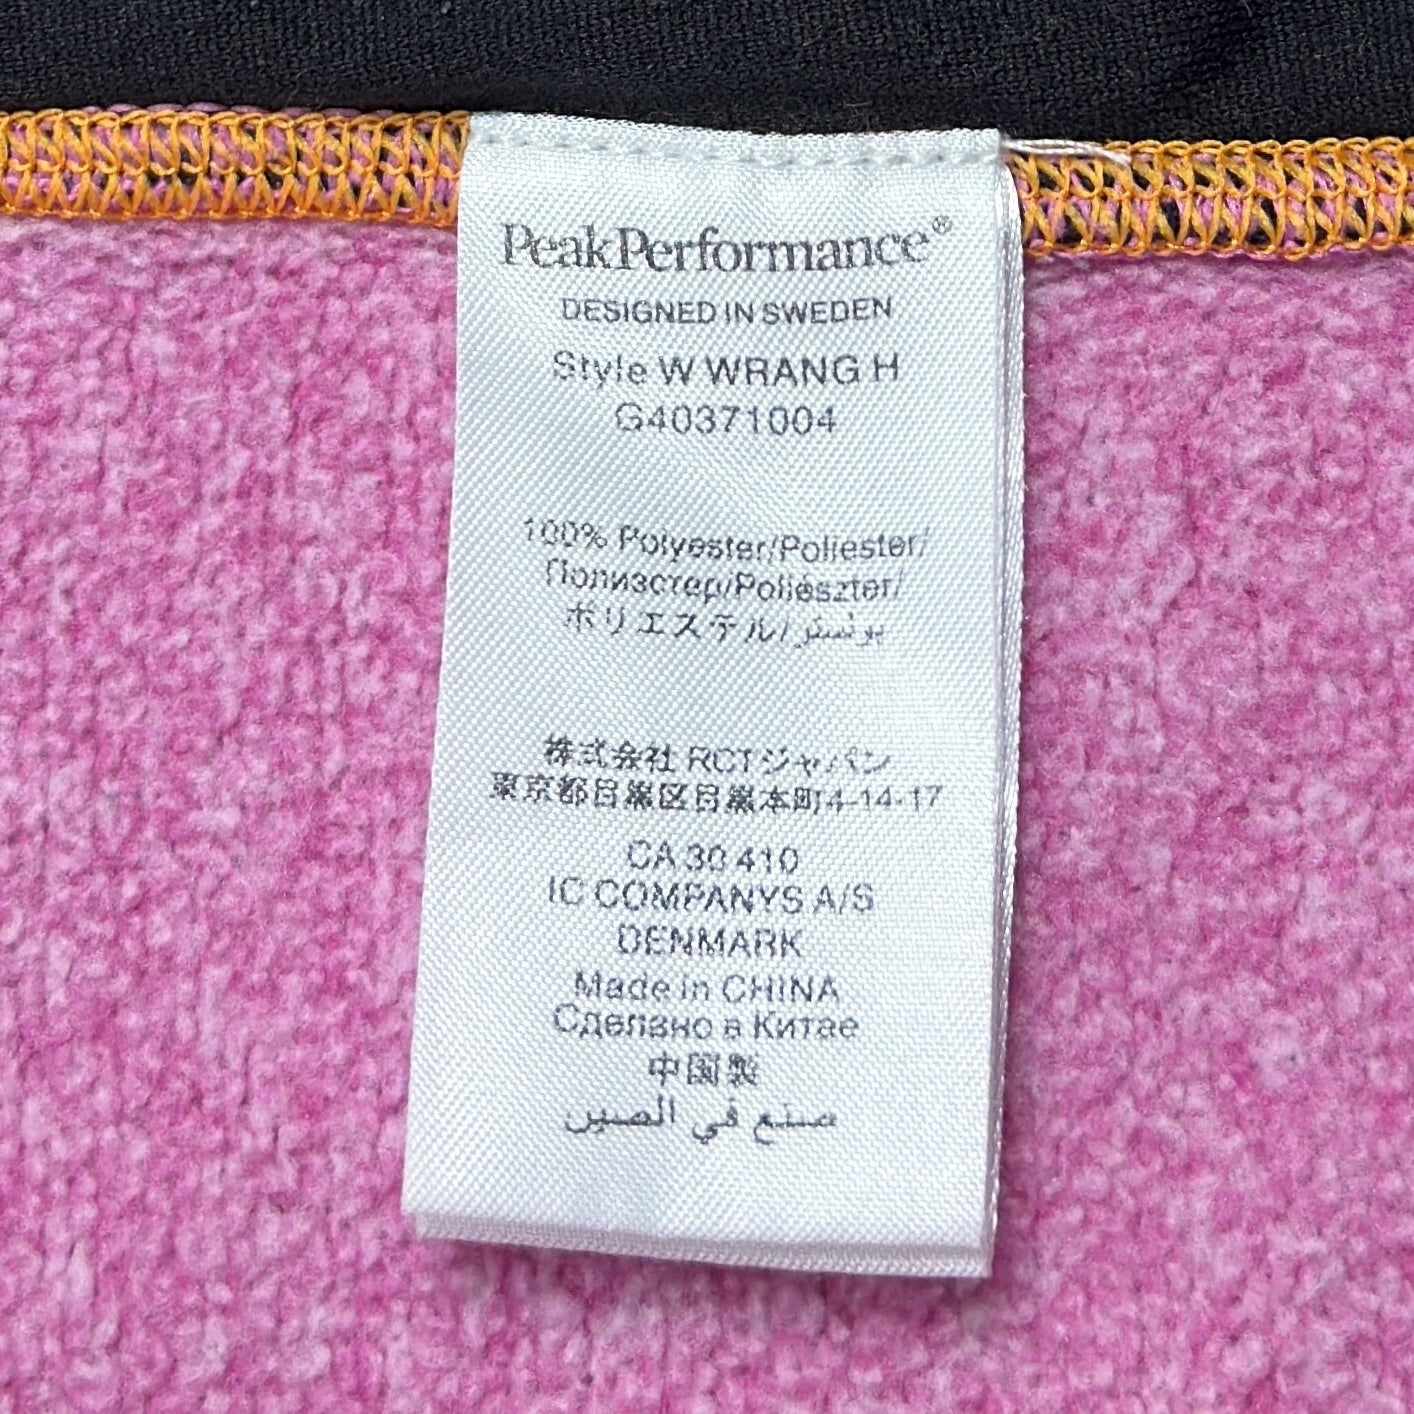 PeakPerformance®
DESIGNED IN SWEDEN
Style W WRANG H
G40371004
100% Polyester/Poliester/
Полиэстер/Poliészter/
ポリエステル/بولستر
株式会社 RCTジャパン
東京都目黒区目黒本町4-14-17
CA 30 410
IC COMPANYS A/S
DENMARK
Made in CHINA
Сделано в Китае
中国製
صنع في الصين